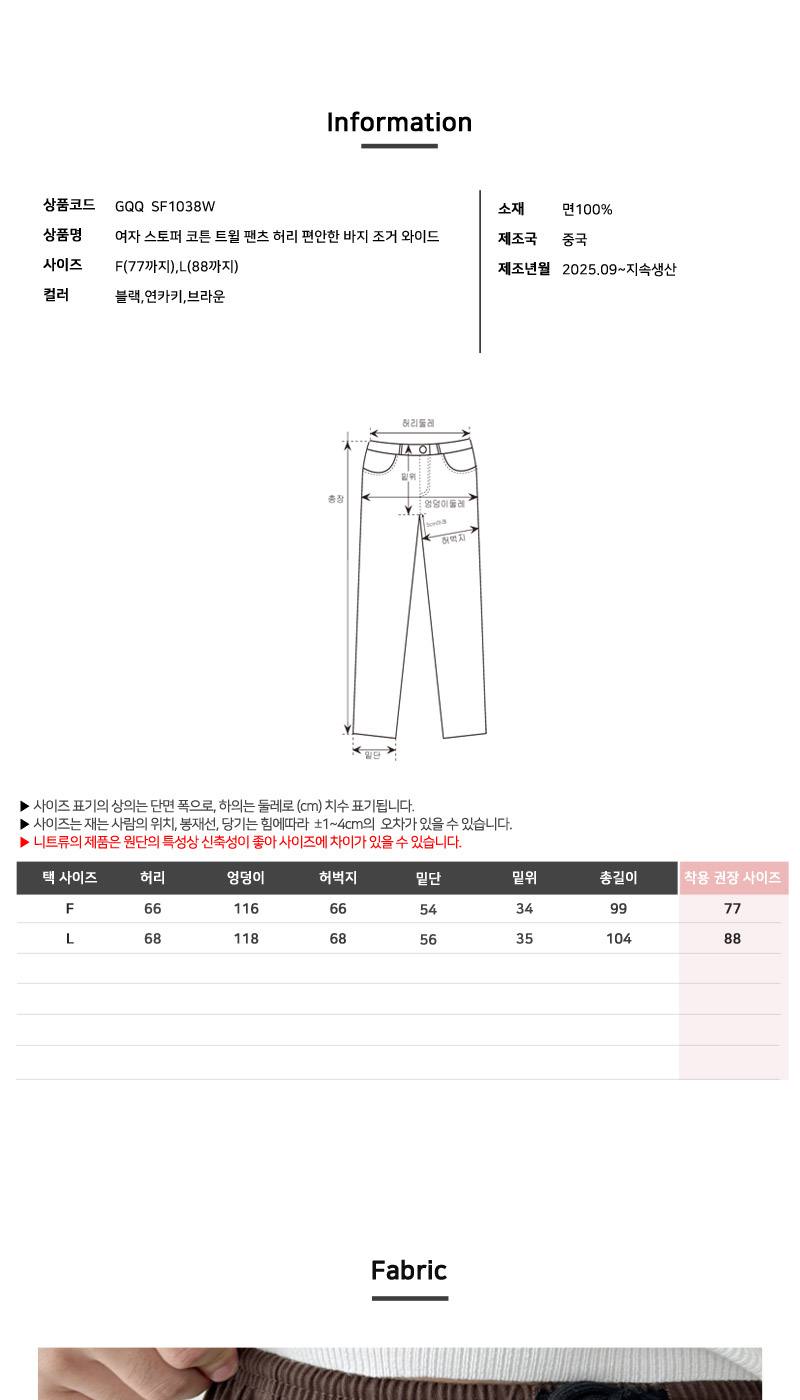 Information
상품코드 GQQ SF1038W
상품명 여자 스토퍼 코튼 트윌 팬츠 허리 편안한 바지 조거 와이드
사이즈 F(77까지),L(88까지)
컬러 블랙,연카키,브라운
소재 면100%
제조국 중국
제조년월 2025.09~지속생산
허리둘레
밑위
총장
엉덩이둘레
5cm아래
허벅지
밑단
▶ 사이즈 표기의 상의는 단면 폭으로, 하의는 둘레로 (cm) 치수 표기됩니다.
▶ 사이즈는 재는 사람의 위치, 봉재선, 당기는 힘에따라 ±1~4cm의 오차가 있을 수 있습니다.
▶ 니트류의 제품은 원단의 특성상 신축성이 좋아 사이즈에 차이가 있을 수 있습니다.
택 사이즈 허리 엉덩이 허벅지 밑단 밑위 총길이 착용 권장 사이즈
F 66 116 66 54 34 99 77
L 68 118 68 56 35 104 88
Fabric